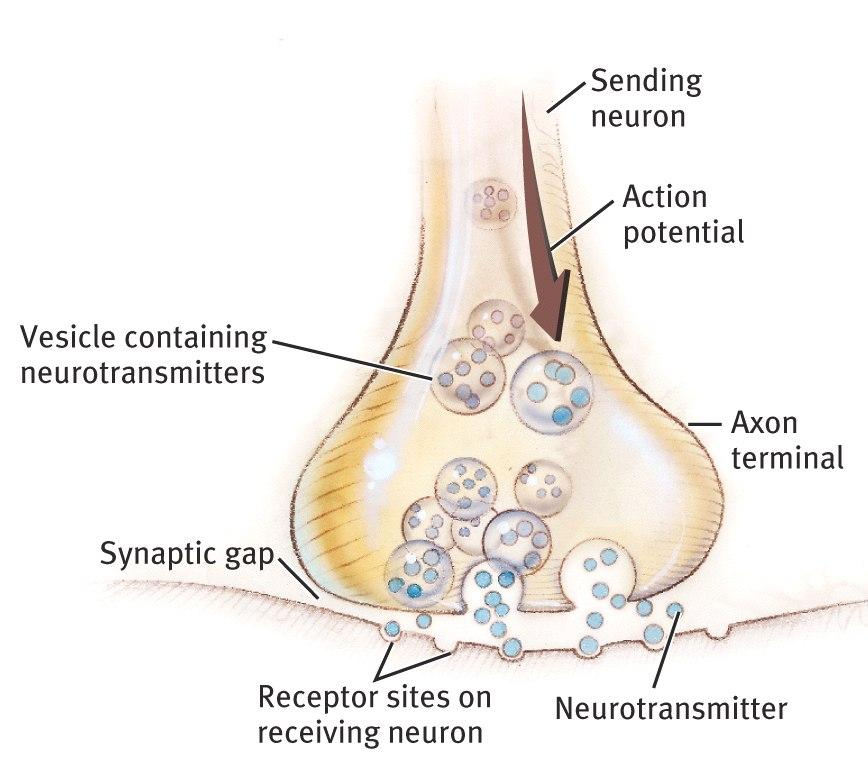 Sending
neuron
Action
potential
Vesicle containing
neurotransmitters
Axon
terminal
Synaptic gap
Receptor sites on
receiving neuron
Neurotransmitter